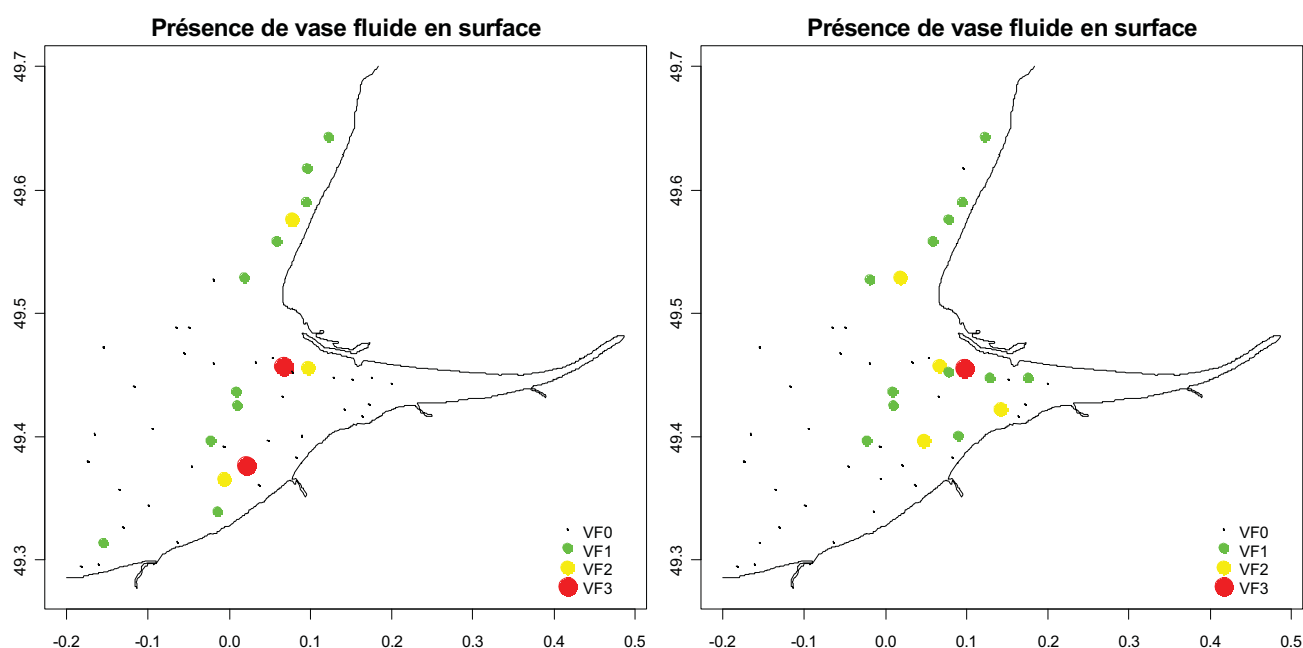 Présence de vase fluide en surface
49.7
49.6
49.5
49.4
49.3
VF0
VF1
VF2
VF3
-0.2 -0.1 0.0 0.1 0.2 0.3 0.4 0.5
Présence de vase fluide en surface
49.7
49.6
49.5
49.4
49.3
VF0
VF1
VF2
VF3
-0.2 -0.1 0.0 0.1 0.2 0.3 0.4 0.5